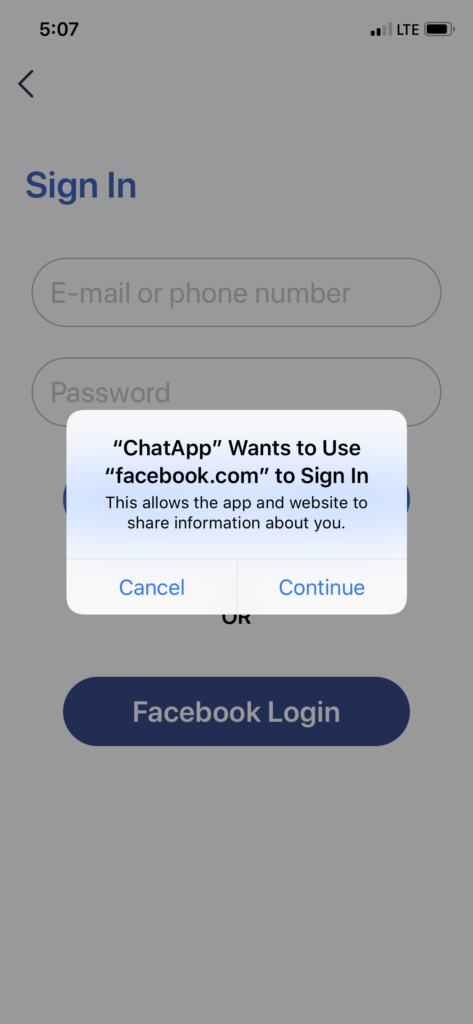 5:07
LTE
Sign In
E-mail or phone number
Password
“ChatApp” Wants to Use
“facebook.com” to Sign In
This allows the app and website to
share information about you.
Cancel
Continue
OR
Facebook Login